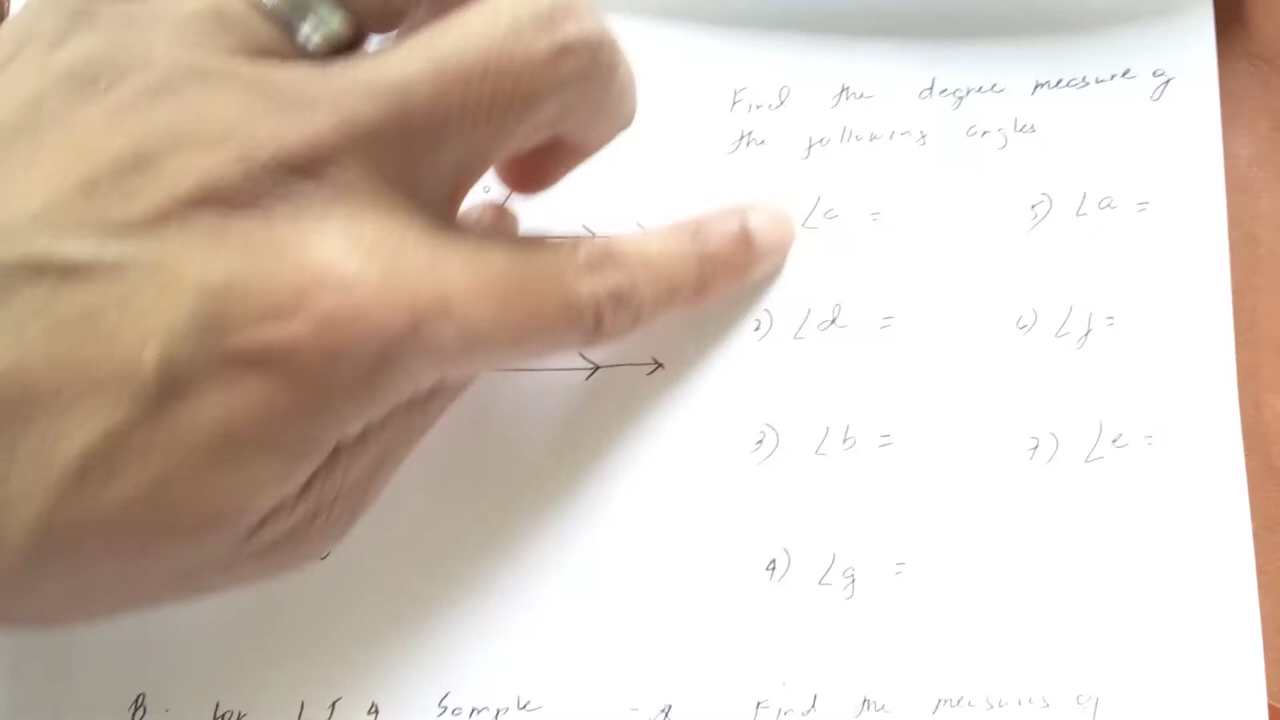 Find the degree measure of
the following angles
∠c = 5) ∠a =
2) ∠d = 6) ∠f=
3) ∠b = 7) ∠e =
4) ∠g =
B. for Sample Find the measures of